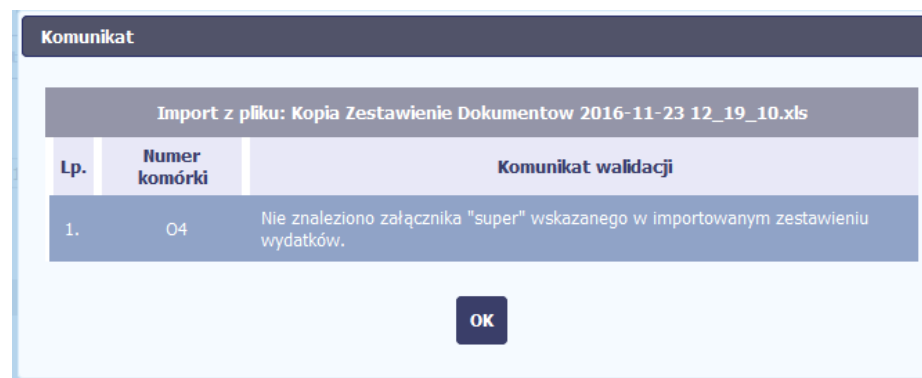 Komunikat
Import z pliku: Kopia Zestawienie Dokumentow 2016-11-23 12_19_10.xls
Lp.
Numer
komórki
Komunikat walidacji
1.
O4
Nie znaleziono załącznika "super" wskazanego w importowanym zestawieniu
wydatków.
OK